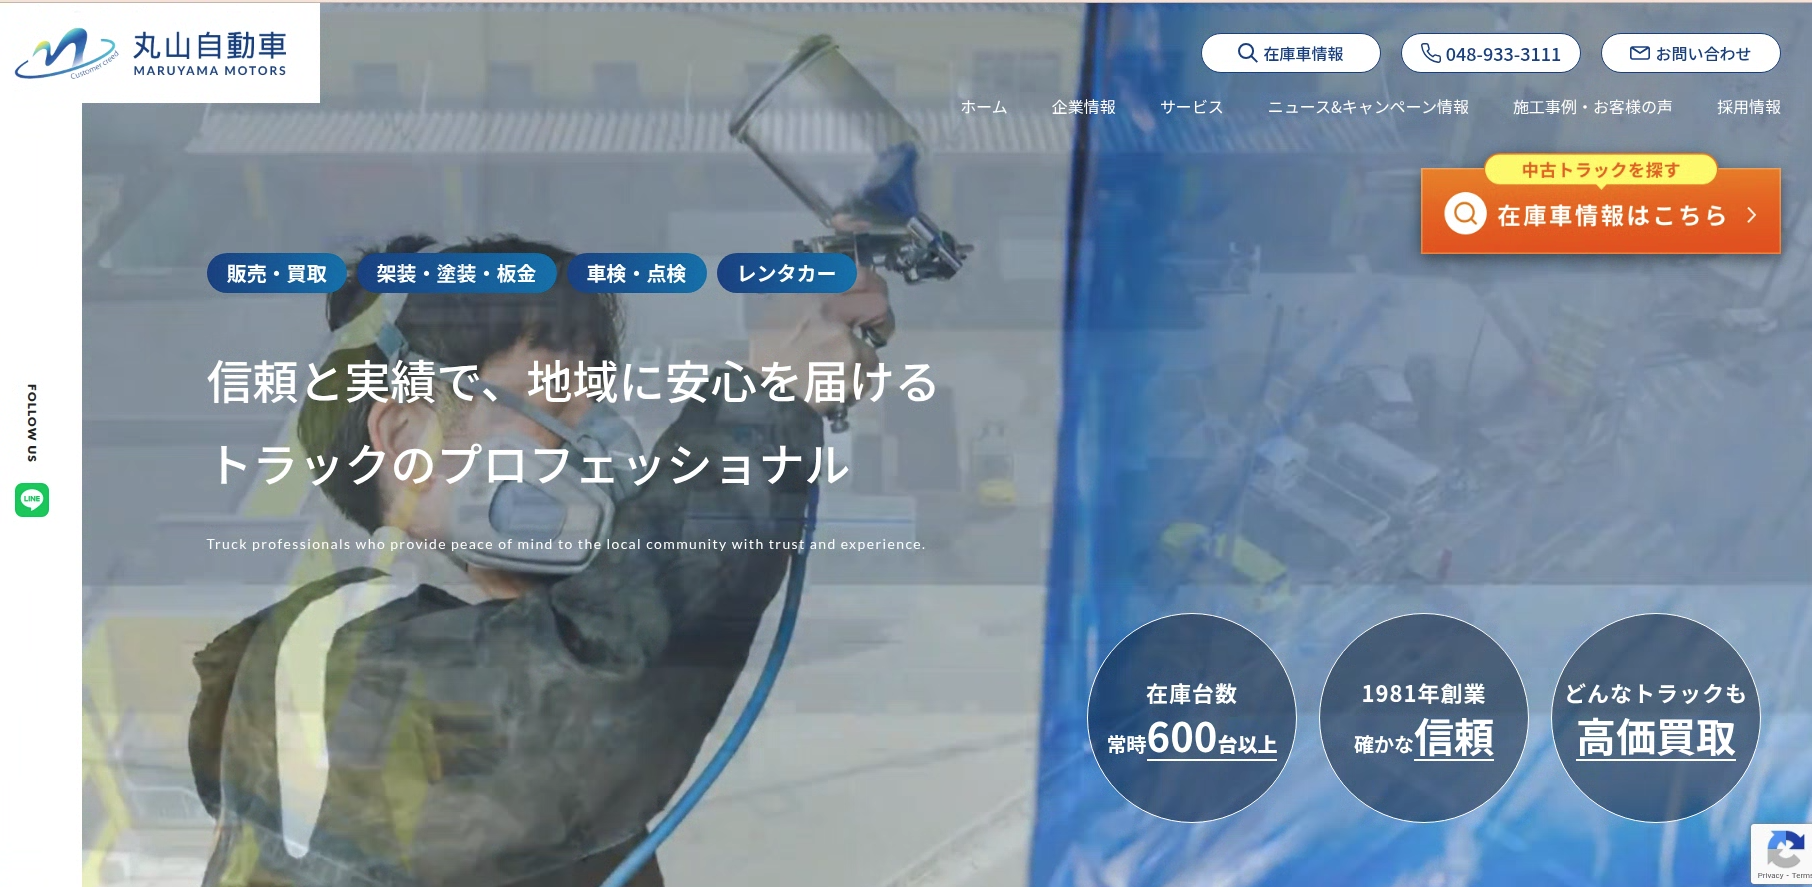 丸山自動車
MARUYAMA MOTORS
Customer creed
在庫車情報
048-933-3111
お問い合わせ
ホーム
企業情報
サービス
ニュース&キャンペーン情報
施工事例・お客様の声
採用情報
中古トラックを探す
在庫車情報はこちら
販売・買取
架装・塗装・板金
車検・点検
レンタカー
信頼と実績で、地域に安心を届ける
トラックのプロフェッショナル
Truck professionals who provide peace of mind to the local community with trust and experience.
FOLLOW US
LINE
在庫台数
常時600台以上
1981年創業
確かな信頼
どんなトラックも
高価買取
Privacy - Terms